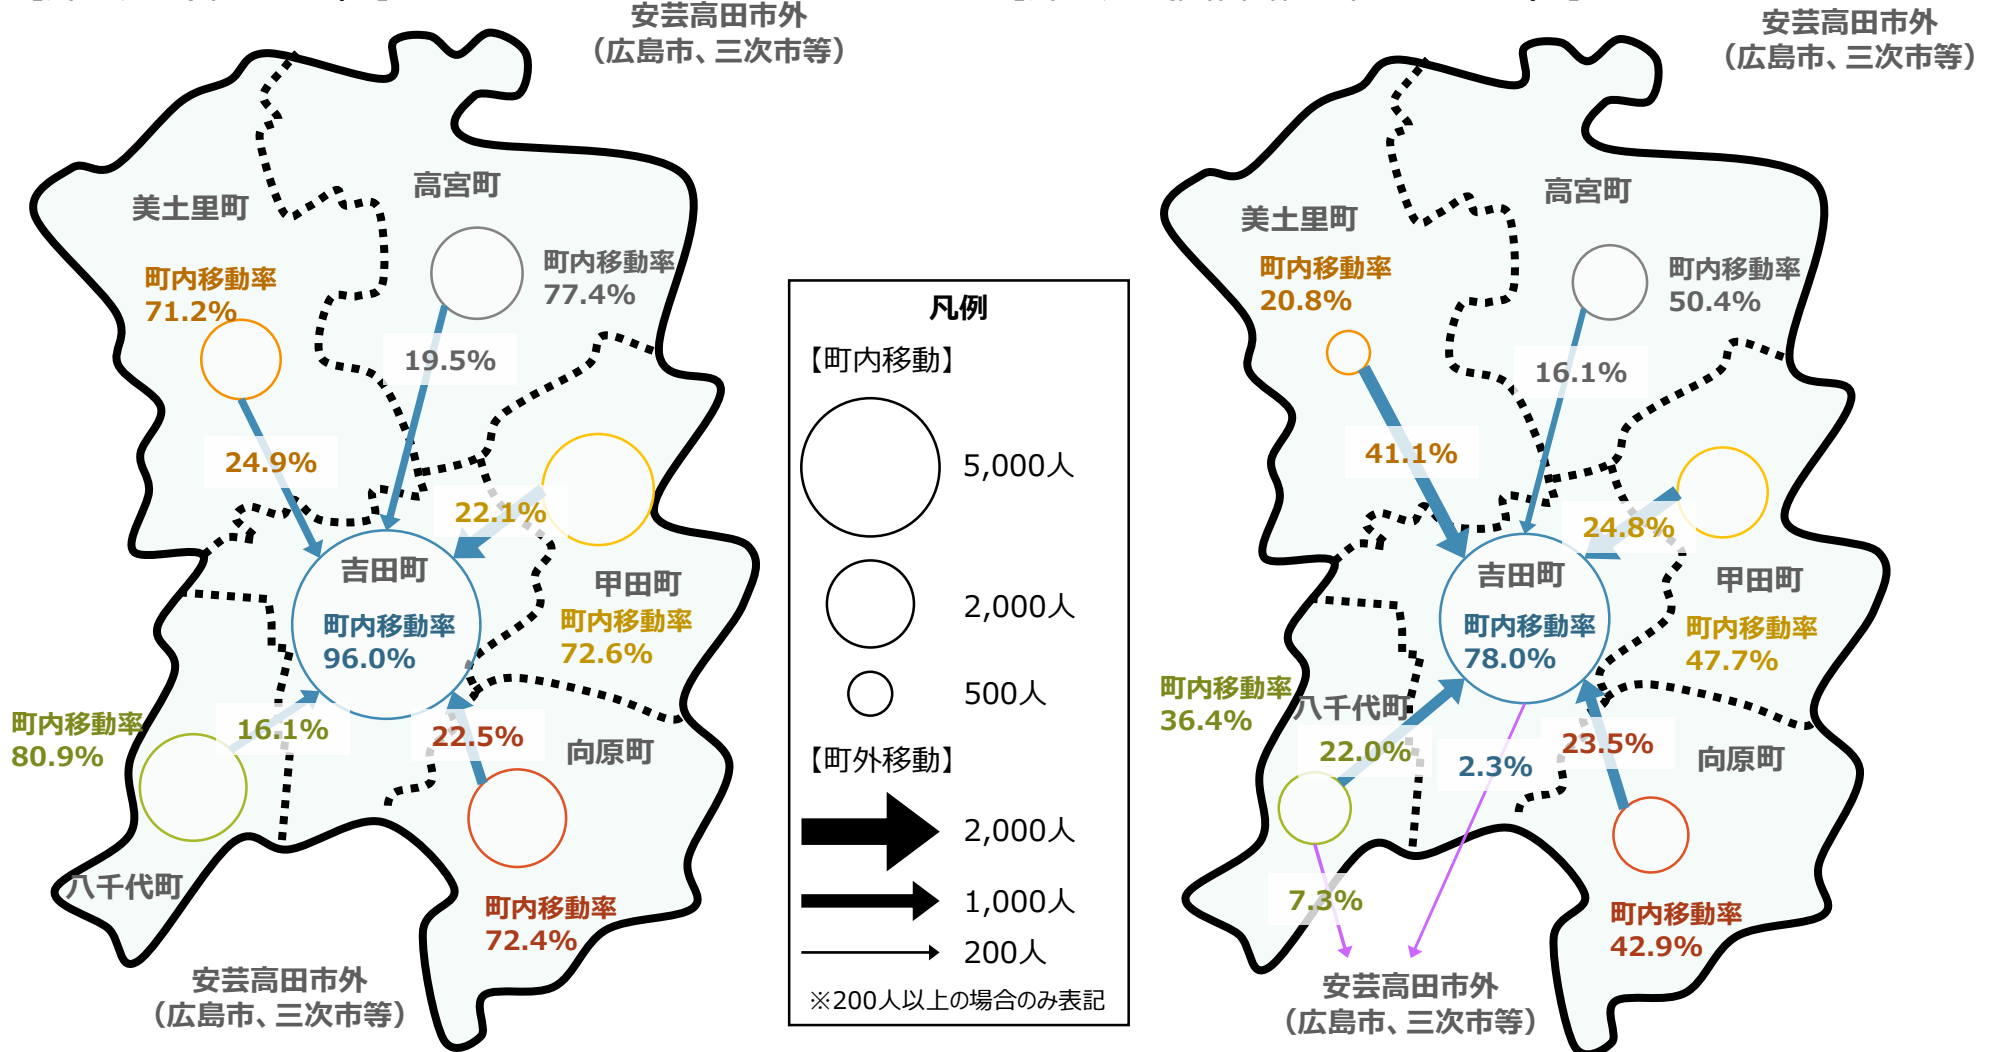 安芸高田市外
（広島市、三次市等）
高宮町
美土里町
町内移動率
77.4%
町内移動率
71.2%
19.5%
24.9%
22.1%
吉田町
町内移動率
96.0%
甲田町
町内移動率
72.6%
町内移動率
80.9%
16.1%
22.5%
向原町
八千代町
町内移動率
72.4%
安芸高田市外
（広島市、三次市等）
凡例
【町内移動】
5,000人
2,000人
500人
【町外移動】
2,000人
1,000人
200人
※200人以上の場合のみ表記
安芸高田市外
（広島市、三次市等）
高宮町
美土里町
町内移動率
20.8%
町内移動率
50.4%
16.1%
41.1%
24.8%
吉田町
町内移動率
78.0%
甲田町
町内移動率
47.7%
町内移動率
36.4%
八千代町
22.0%
2.3%
23.5%
向原町
7.3%
町内移動率
42.9%
安芸高田市外
（広島市、三次市等）